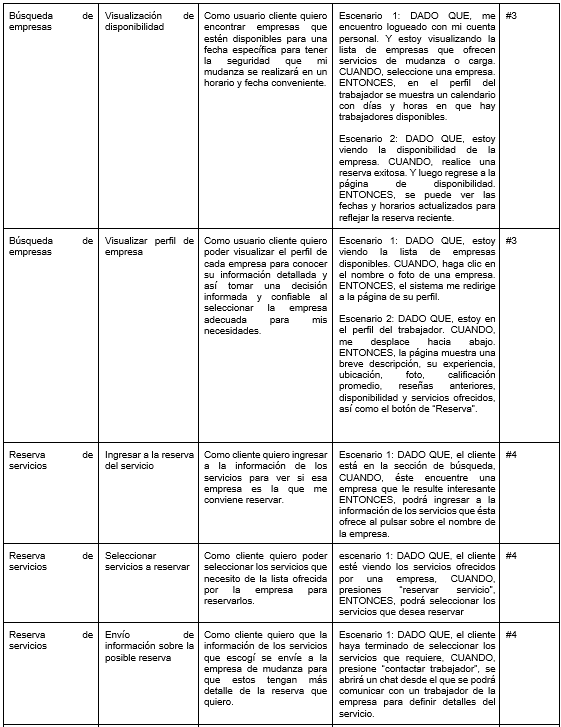 Búsqueda de
empresas
Visualización de
disponibilidad
Como usuario cliente quiero
encontrar empresas que
estén disponibles para una
fecha específica para tener
la seguridad que mi
mudanza se realizará en un
horario y fecha conveniente.
Escenario 1: DADO QUE, me
encuentro logueado con mi cuenta
personal. Y estoy visualizando la
lista de empresas que ofrecen
servicios de mudanza o carga.
CUANDO, seleccione una empresa.
ENTONCES, en el perfil del
trabajador se muestra un calendario
con días y horas en que hay
trabajadores disponibles.
Escenario 2: DADO QUE, estoy
viendo la disponibilidad de la
empresa. CUANDO, realice una
reserva exitosa. Y luego regrese a la
página de disponibilidad.
ENTONCES, se puede ver las
fechas y horarios actualizados para
reflejar la reserva reciente.
#3
Búsqueda de
empresas
Visualizar perfil de
empresa
Como usuario cliente quiero
poder visualizar el perfil de
cada empresa para conocer
su información detallada y
así tomar una decisión
informada y confiable al
seleccionar la empresa
adecuada para mis
necesidades.
Escenario 1: DADO QUE, estoy
viendo la lista de empresas
disponibles. CUANDO, haga clic en
el nombre o foto de una empresa.
ENTONCES, el sistema me redirige
a la página de su perfil.
Escenario 2: DADO QUE, estoy en
el perfil del trabajador. CUANDO,
me desplace hacia abajo.
ENTONCES, la página muestra una
breve descripción, su experiencia,
ubicación, foto, calificación
promedio, reseñas anteriores,
disponibilidad y servicios ofrecidos,
así como el botón de “Reserva”.
#3
Reserva de
servicios
Ingresar a la reserva
del servicio
Como cliente quiero ingresar
a la información de los
servicios para ver si esa
empresa es la que me
conviene reservar.
Escenario 1: DADO QUE, el cliente
está en la sección de búsqueda,
CUANDO, éste encuentre una
empresa que le resulte interesante
ENTONCES, podrá ingresar a la
información de los servicios que ésta
ofrece al pulsar sobre el nombre de
la empresa.
#4
Reserva de
servicios
Seleccionar
servicios a reservar
Como cliente quiero poder
seleccionar los servicios que
necesito de la lista ofrecida
por la empresa para
reservarlos.
escenario 1: DADO QUE, el cliente
esté viendo los servicios ofrecidos
por una empresa, CUANDO,
presiones “reservar servicio”,
ENTONCES, podrá seleccionar los
servicios que desea reservar
#4
Reserva de
servicios
Envío de
información sobre la
posible reserva
Como cliente quiero que la
información de los servicios
que escogí se envíe a la
empresa de mudanza para
que estos tengan más
detalle de la reserva que
quiero.
Escenario 1: DADO QUE, el cliente
haya terminado de seleccionar los
servicios que requiere, CUANDO,
presione “contactar trabajador”, se
abrirá un chat desde el que se podrá
comunicar con un trabajador de la
empresa para definir detalles del
servicio.
#4